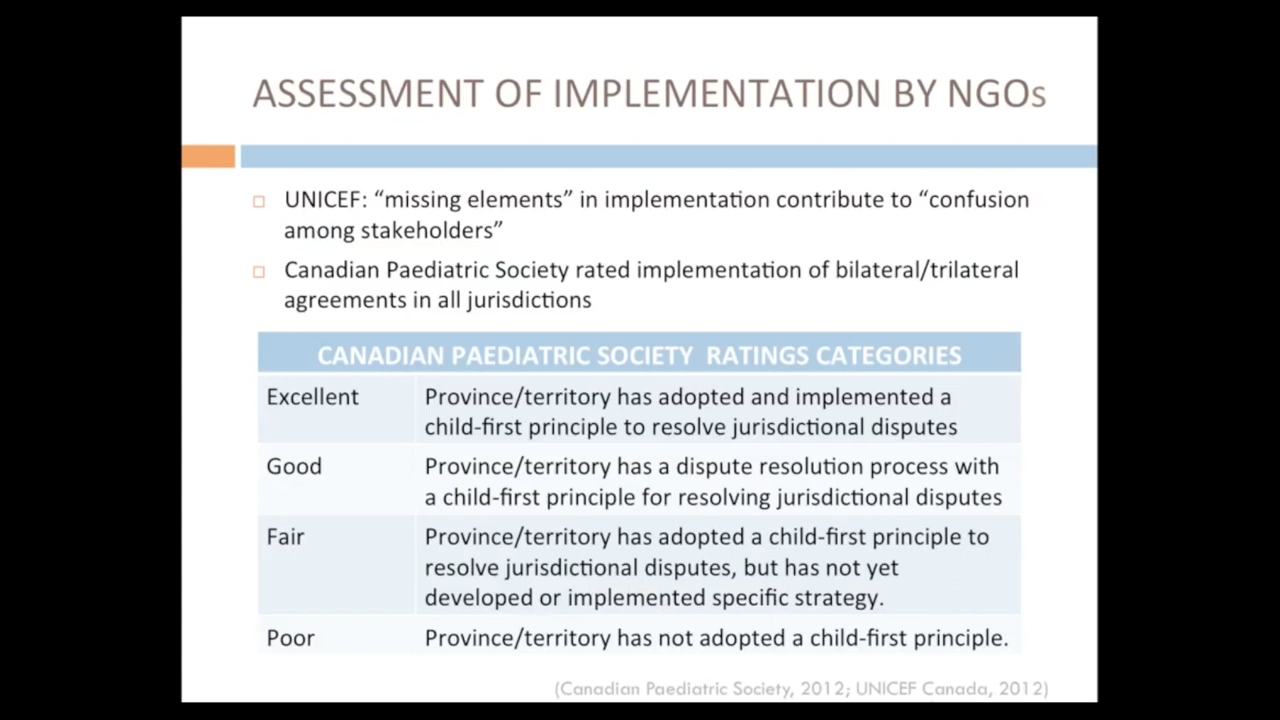 ASSESSMENT OF IMPLEMENTATION BY NGOs
UNICEF: “missing elements” in implementation contribute to “confusion
among stakeholders”
Canadian Paediatric Society rated implementation of bilateral/trilateral
agreements in all jurisdictions
CANADIAN PAEDIATRIC SOCIETY RATINGS CATEGORIES
Excellent Province/territory has adopted and implemented a
child-first principle to resolve jurisdictional disputes
Good Province/territory has a dispute resolution process with
a child-first principle for resolving jurisdictional disputes
Fair Province/territory has adopted a child-first principle to
resolve jurisdictional disputes, but has not yet
developed or implemented specific strategy.
Poor Province/territory has not adopted a child-first principle.
(Canadian Paediatric Society, 2012; UNICEF Canada, 2012)